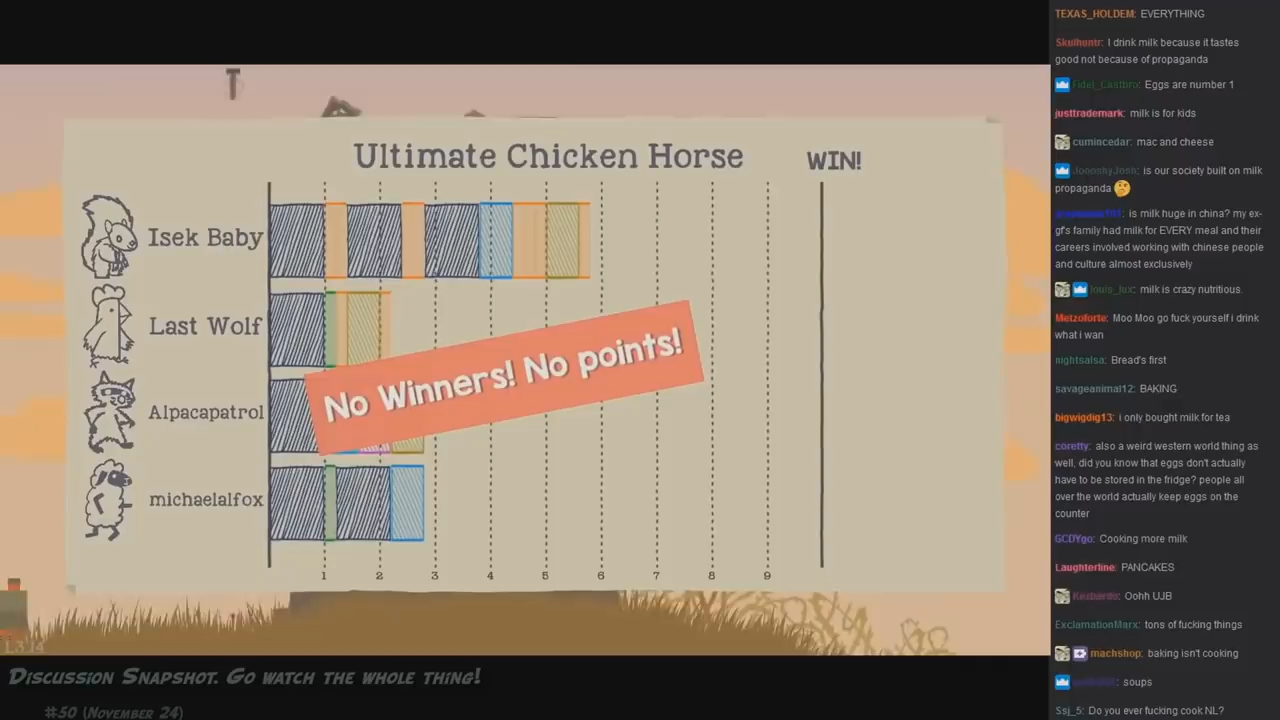 Ultimate Chicken Horse
WIN!
Isek Baby
Last Wolf
Alpacapatrol
michaelalfox
No Winners! No points!
1 2 3 4 5 6 7 8 9
T
L3.14
Discussion Snapshot. Go watch the whole thing!
#50 (November 24)
TEXAS_HOLDEM: EVERYTHING
Skulhuntr: I drink milk because it tastes
good not because of propaganda
Fidel_Cashbro: Eggs are number 1
justtrademark: milk is for kids
cumincedar: mac and cheese
JoooshyJosh: is our society built on milk
propaganda 🤔
: Is milk huge in china? my ex-
gf's family had milk for EVERY meal and their
careers involved working with chinese people
and culture almost exclusively
louis_lux: milk is crazy nutritious.
Metzoforte: Moo Moo go fuck yourself i drink
what i wan
nightsalsa: Bread's first
savageanimal12: BAKING
bigwigdig13: i only bought milk for tea
coretty: also a weird western world thing as
well, did you know that eggs don't actually
have to be stored in the fridge? people all
over the world actually keep eggs on the
counter
GCDYgo: Cooking more milk
Laughterline: PANCAKES
: Oohh UJB
ExclamationMarx: tons of fucking things
machshop: baking isn't cooking
: soups
Ssj_5: Do you ever fucking cook NL?